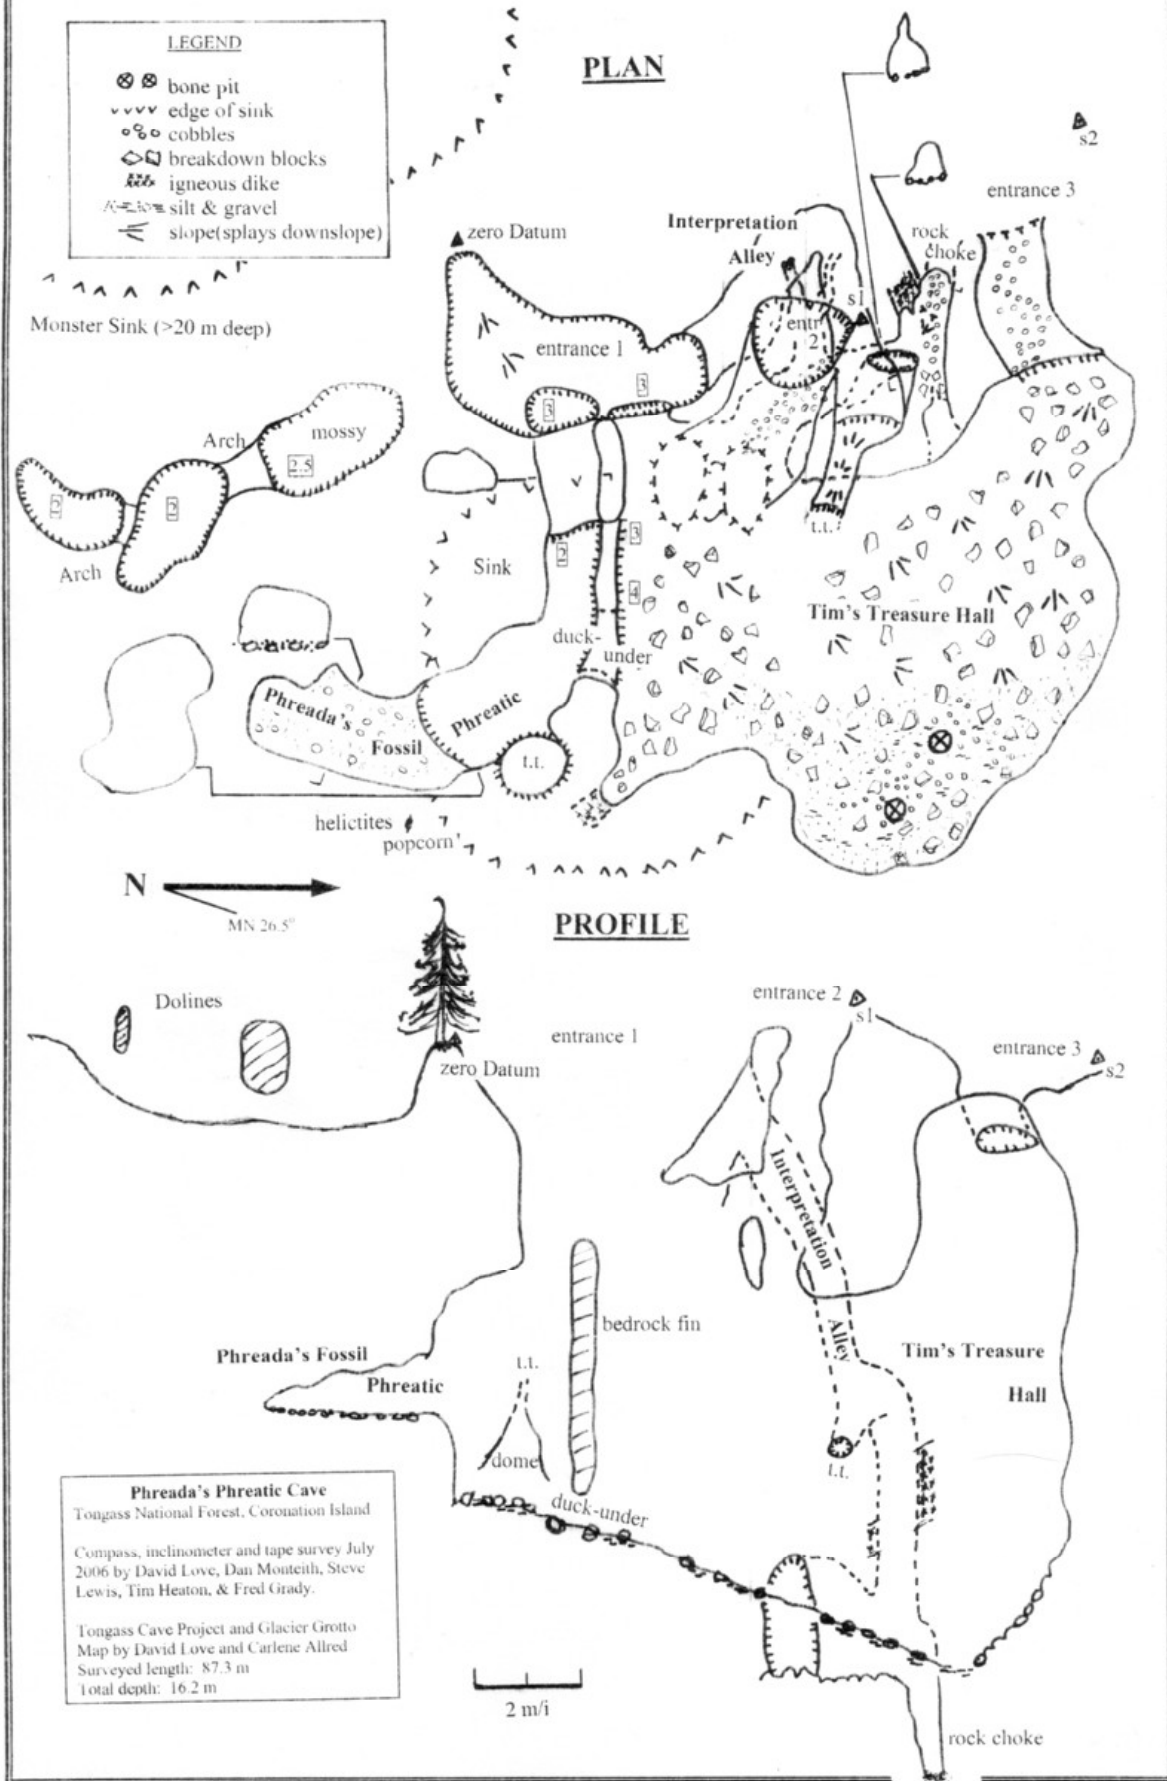 LEGEND
bone pit
edge of sink
cobbles
breakdown blocks
igneous dike
silt & gravel
slope(splays downslope)
PLAN
s2
entrance 3
Interpretation
Alley
rock
choke
zero Datum
Monster Sink (>20 m deep)
entrance 1
entr
2
s1
3
3
Arch
mossy
2.5
2
2
Arch
Sink
2
3
4
t.t.
Tim's Treasure Hall
duck-
under
Phreada's
Fossil
Phreatic
t.t.
helictites
popcorn
N
MN 26.5°
PROFILE
Dolines
zero Datum
entrance 1
entrance 2
s1
entrance 3
s2
Interpretation
Alley
bedrock fin
Phreada's Fossil
Phreatic
t.t.
dome
duck-under
t.t.
Tim's Treasure
Hall
Phreada's Phreatic Cave
Tongass National Forest, Coronation Island
Compass, inclinometer and tape survey July
2006 by David Love, Dan Monteith, Steve
Lewis, Tim Heaton, & Fred Grady.
Tongass Cave Project and Glacier Grotto
Map by David Love and Carlene Allred
Surveyed length: 87.3 m
Total depth: 16.2 m
2 m/i
rock choke